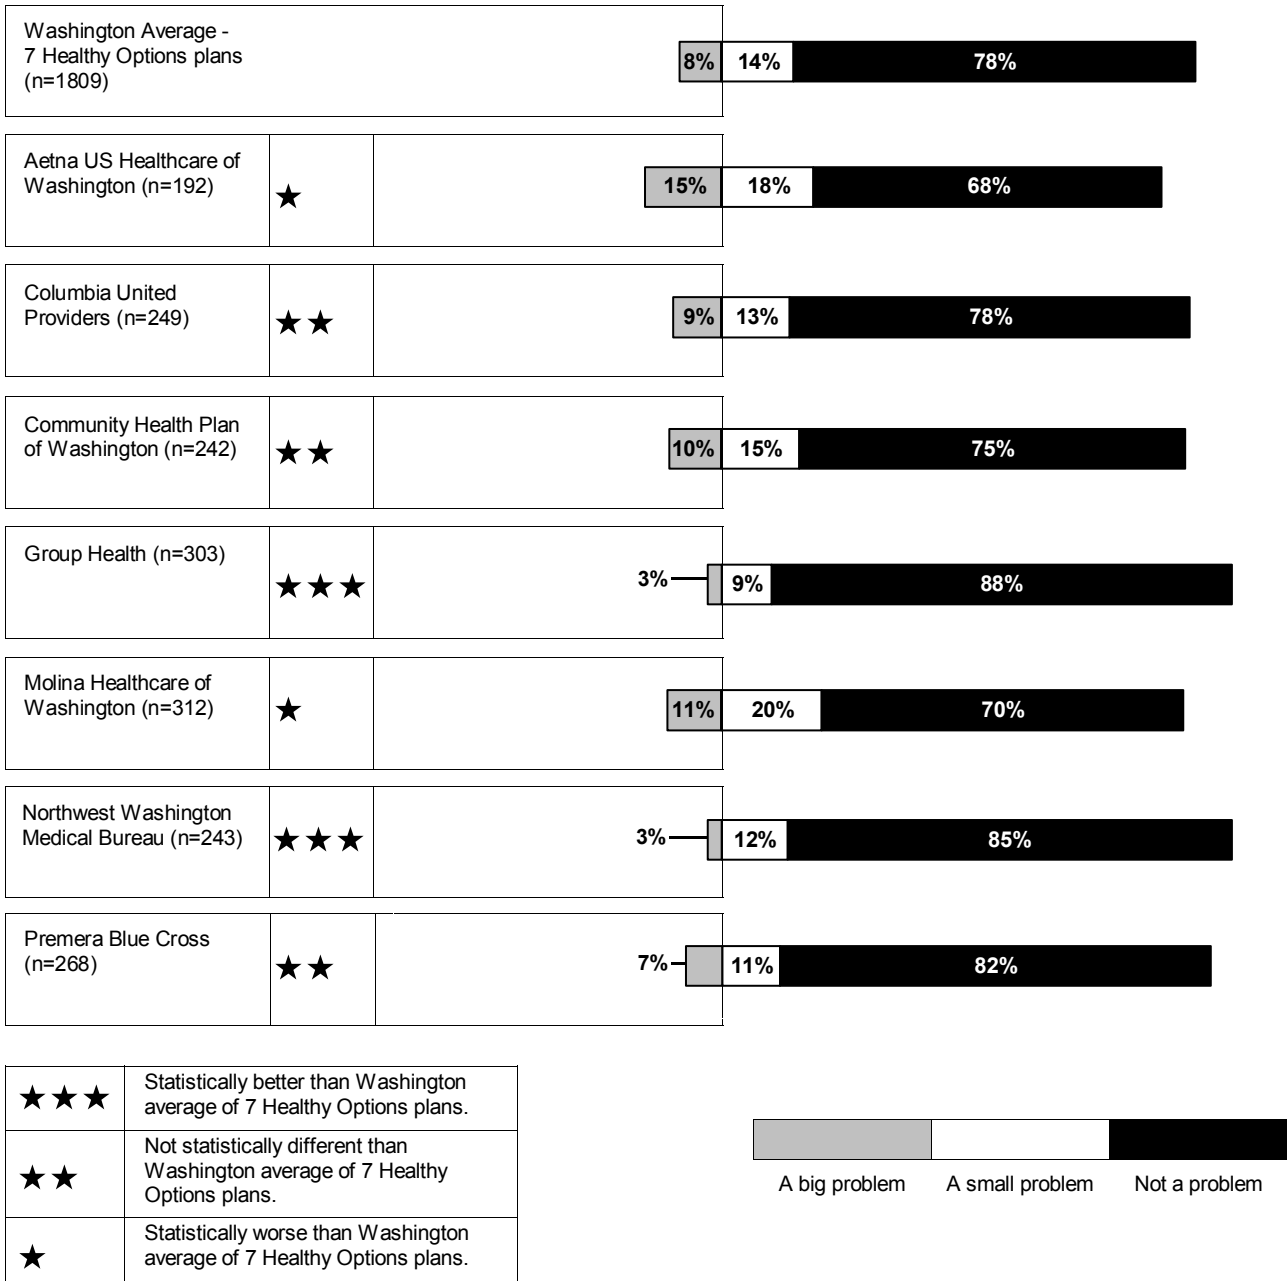 Washington Average -
7 Healthy Options plans
(n=1809)
8% 14% 78%
Aetna US Healthcare of
Washington (n=192)
★
15% 18% 68%
Columbia United
Providers (n=249)
★★
9% 13% 78%
Community Health Plan
of Washington (n=242)
★★
10% 15% 75%
Group Health (n=303)
★★★
3% 9% 88%
Molina Healthcare of
Washington (n=312)
★
11% 20% 70%
Northwest Washington
Medical Bureau (n=243)
★★★
3% 12% 85%
Premera Blue Cross
(n=268)
★★
7% 11% 82%
★★★
Statistically better than Washington
average of 7 Healthy Options plans.
★★
Not statistically different than
Washington average of 7 Healthy
Options plans.
★
Statistically worse than Washington
average of 7 Healthy Options plans.
A big problem A small problem Not a problem